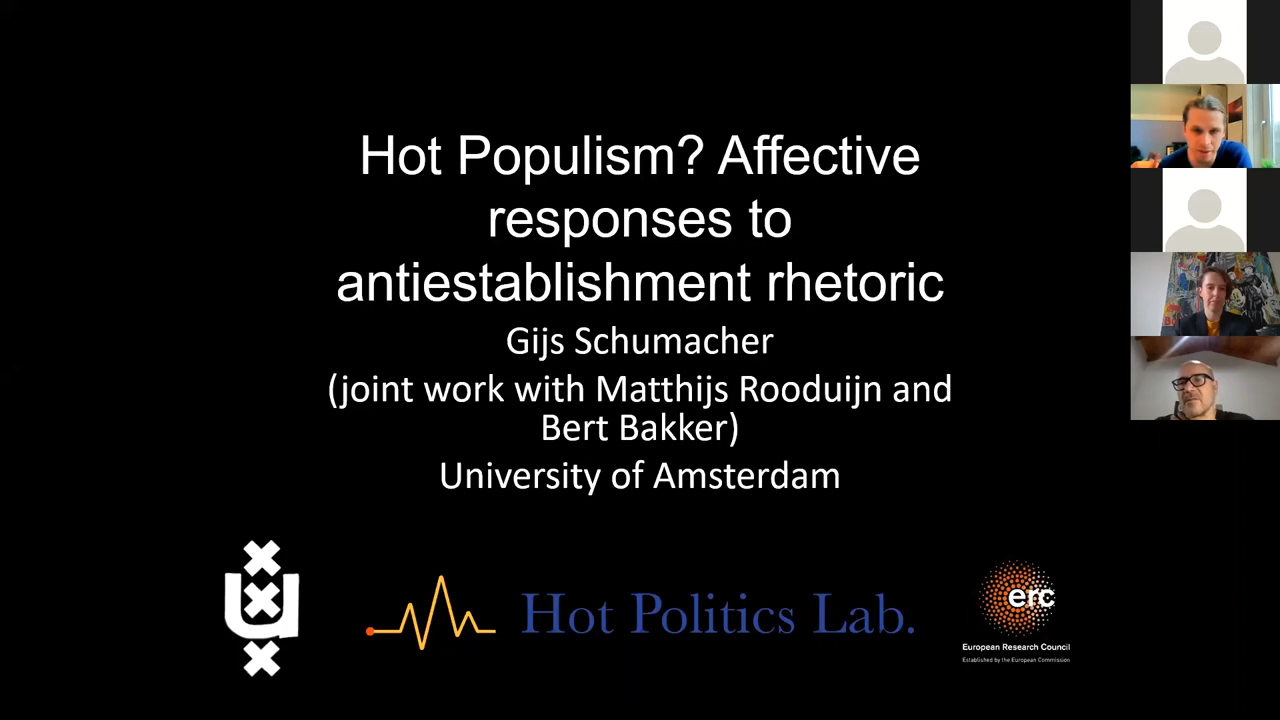 Hot Populism? Affective
responses to
antiestablishment rhetoric
Gijs Schumacher
(joint work with Matthijs Rooduijn and
Bert Bakker)
University of Amsterdam
u
Hot Politics Lab.
erc
European Research Council
Established by the European Commission